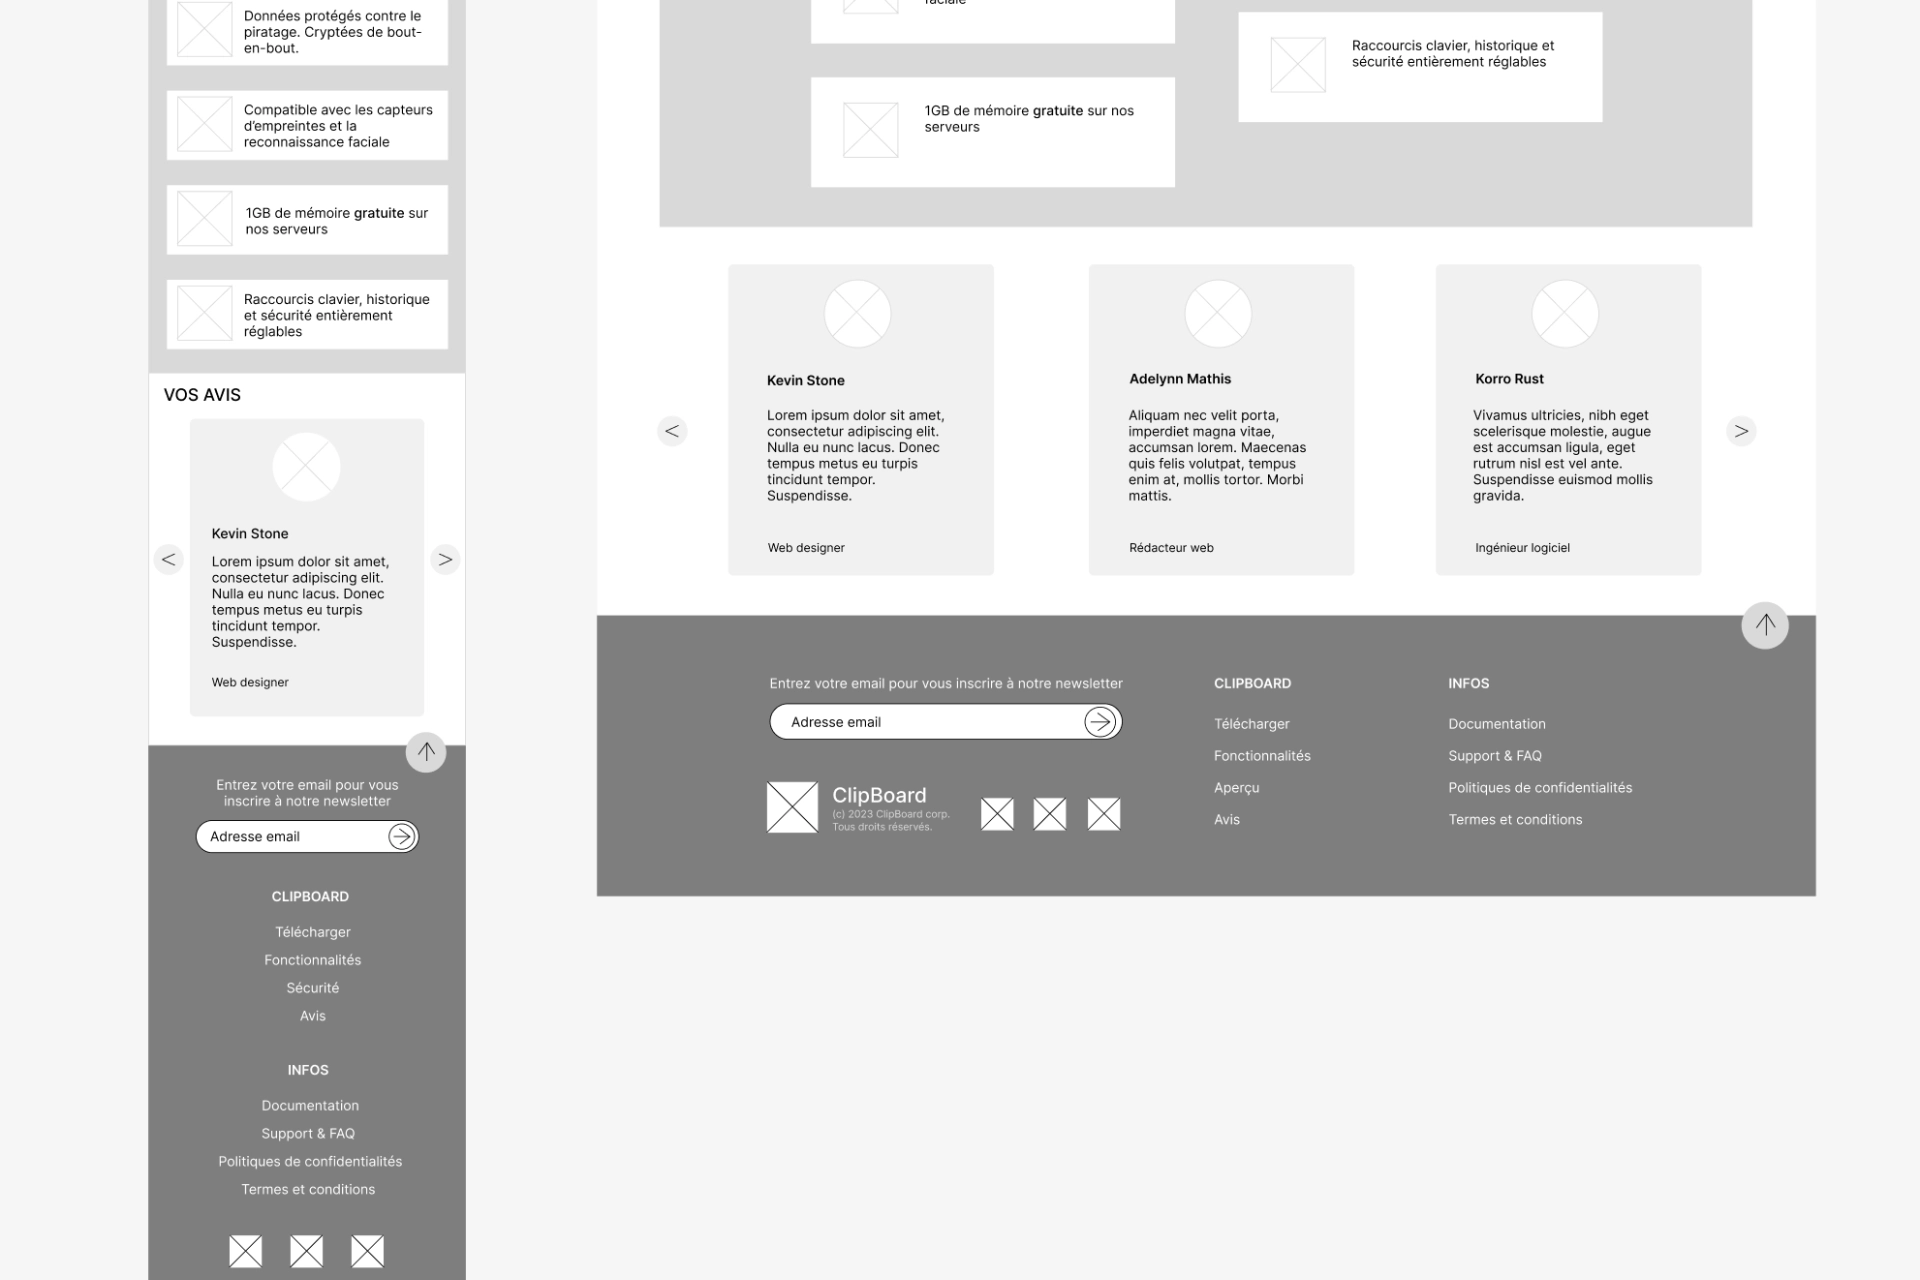 Données protégés contre le
piratage. Cryptées de bout-
en-bout.
Compatible avec les capteurs
d'empreintes et la
reconnaissance faciale
1GB de mémoire gratuite sur
nos serveurs
Raccourcis clavier, historique
et sécurité entièrement
réglables
VOS AVIS
Kevin Stone
Lorem ipsum dolor sit amet,
consectetur adipiscing elit.
Nulla eu nunc lacus. Donec
tempus metus eu turpis
tincidunt tempor.
Suspendisse.
Web designer
<
>
Entrez votre email pour vous
inscrire à notre newsletter
Adresse email
CLIPBOARD
Télécharger
Fonctionnalités
Sécurité
Avis
INFOS
Documentation
Support & FAQ
Politiques de confidentialités
Termes et conditions
faciale
1GB de mémoire gratuite sur nos
serveurs
Raccourcis clavier, historique et
sécurité entièrement réglables
<
Kevin Stone
Lorem ipsum dolor sit amet,
consectetur adipiscing elit.
Nulla eu nunc lacus. Donec
tempus metus eu turpis
tincidunt tempor.
Suspendisse.
Web designer
Adelynn Mathis
Aliquam nec velit porta,
imperdiet magna vitae,
accumsan lorem. Maecenas
quis felis volutpat, tempus
enim at, mollis tortor. Morbi
mattis.
Rédacteur web
Korro Rust
Vivamus ultricies, nibh eget
scelerisque molestie, augue
est accumsan ligula, eget
rutrum nisl est vel ante.
Suspendisse euismod mollis
gravida.
Ingénieur logiciel
>
Entrez votre email pour vous inscrire à notre newsletter
Adresse email
ClipBoard
(c) 2023 ClipBoard corp.
Tous droits réservés.
CLIPBOARD
Télécharger
Fonctionnalités
Aperçu
Avis
INFOS
Documentation
Support & FAQ
Politiques de confidentialités
Termes et conditions